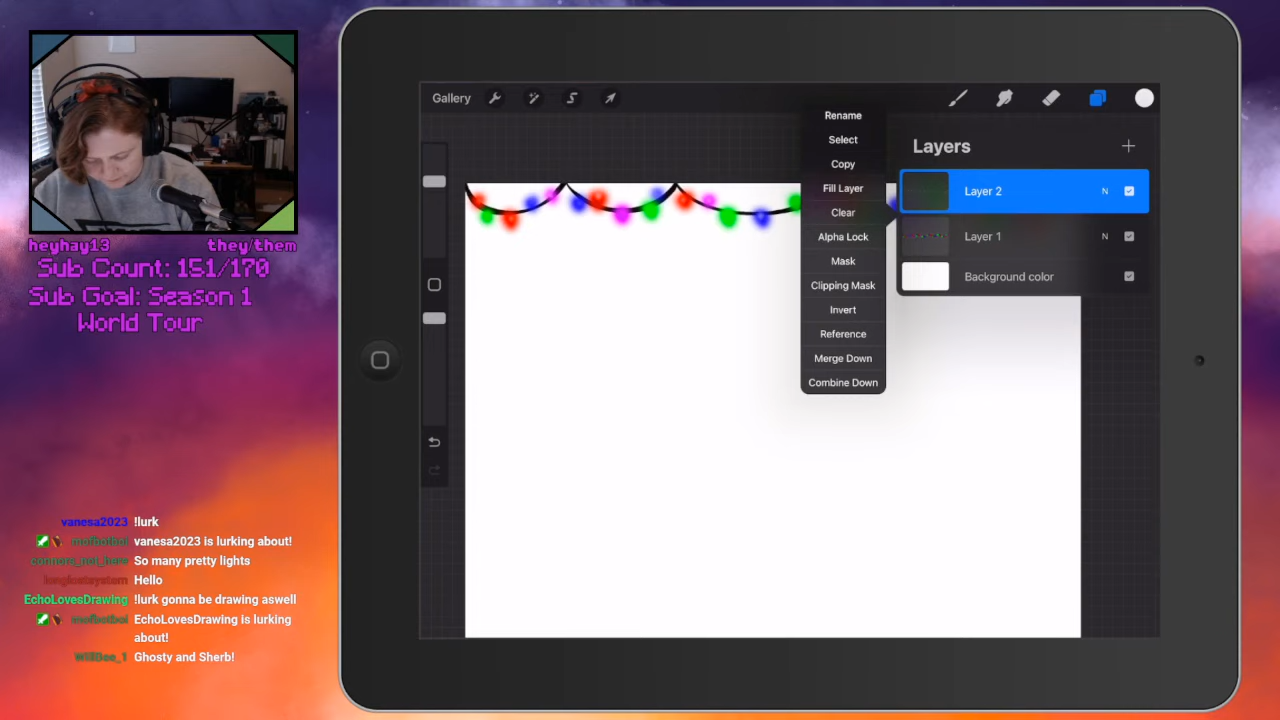 heyhay13 they/them
Sub Count: 151/170
Sub Goal: Season 1
World Tour
vanesa2023 !lurk
mofbotboi vanesa2023 is lurking about!
So many pretty lights
Hello
EchoLovesDrawing !lurk gonna be drawing aswell
mofbotboi EchoLovesDrawing is lurking
about!
WillDoo_1 Ghosty and Sherb!
Gallery
Rename
Select
Copy
Fill Layer
Clear
Alpha Lock
Mask
Clipping Mask
Invert
Reference
Merge Down
Combine Down
Layers
Layer 2 N
Layer 1 N
Background color